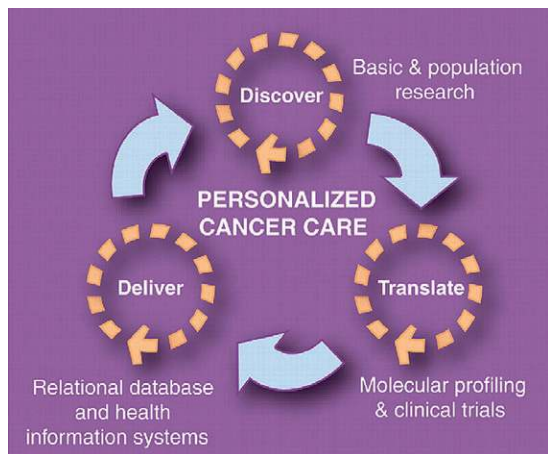 Discover
Basic & population
research
PERSONALIZED
CANCER CARE
Deliver
Translate
Relational database
and health
information systems
Molecular profiling
& clinical trials